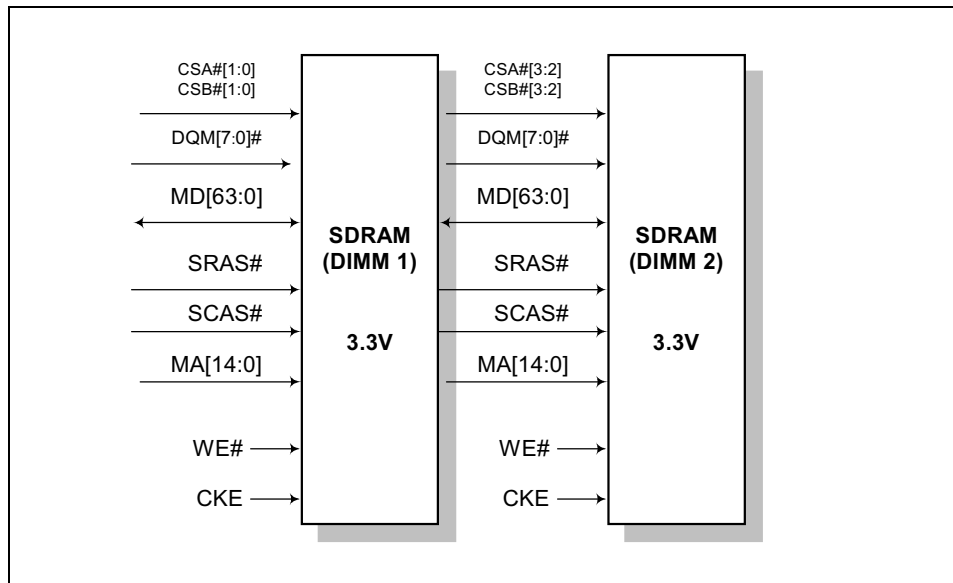 CSA#[1:0]
CSB#[1:0]
DQM[7:0]#
MD[63:0]
SRAS#
SCAS#
MA[14:0]
WE#
CKE
SDRAM
(DIMM 1)
3.3V
CSA#[3:2]
CSB#[3:2]
DQM[7:0]#
MD[63:0]
SRAS#
SCAS#
MA[14:0]
WE#
CKE
SDRAM
(DIMM 2)
3.3V